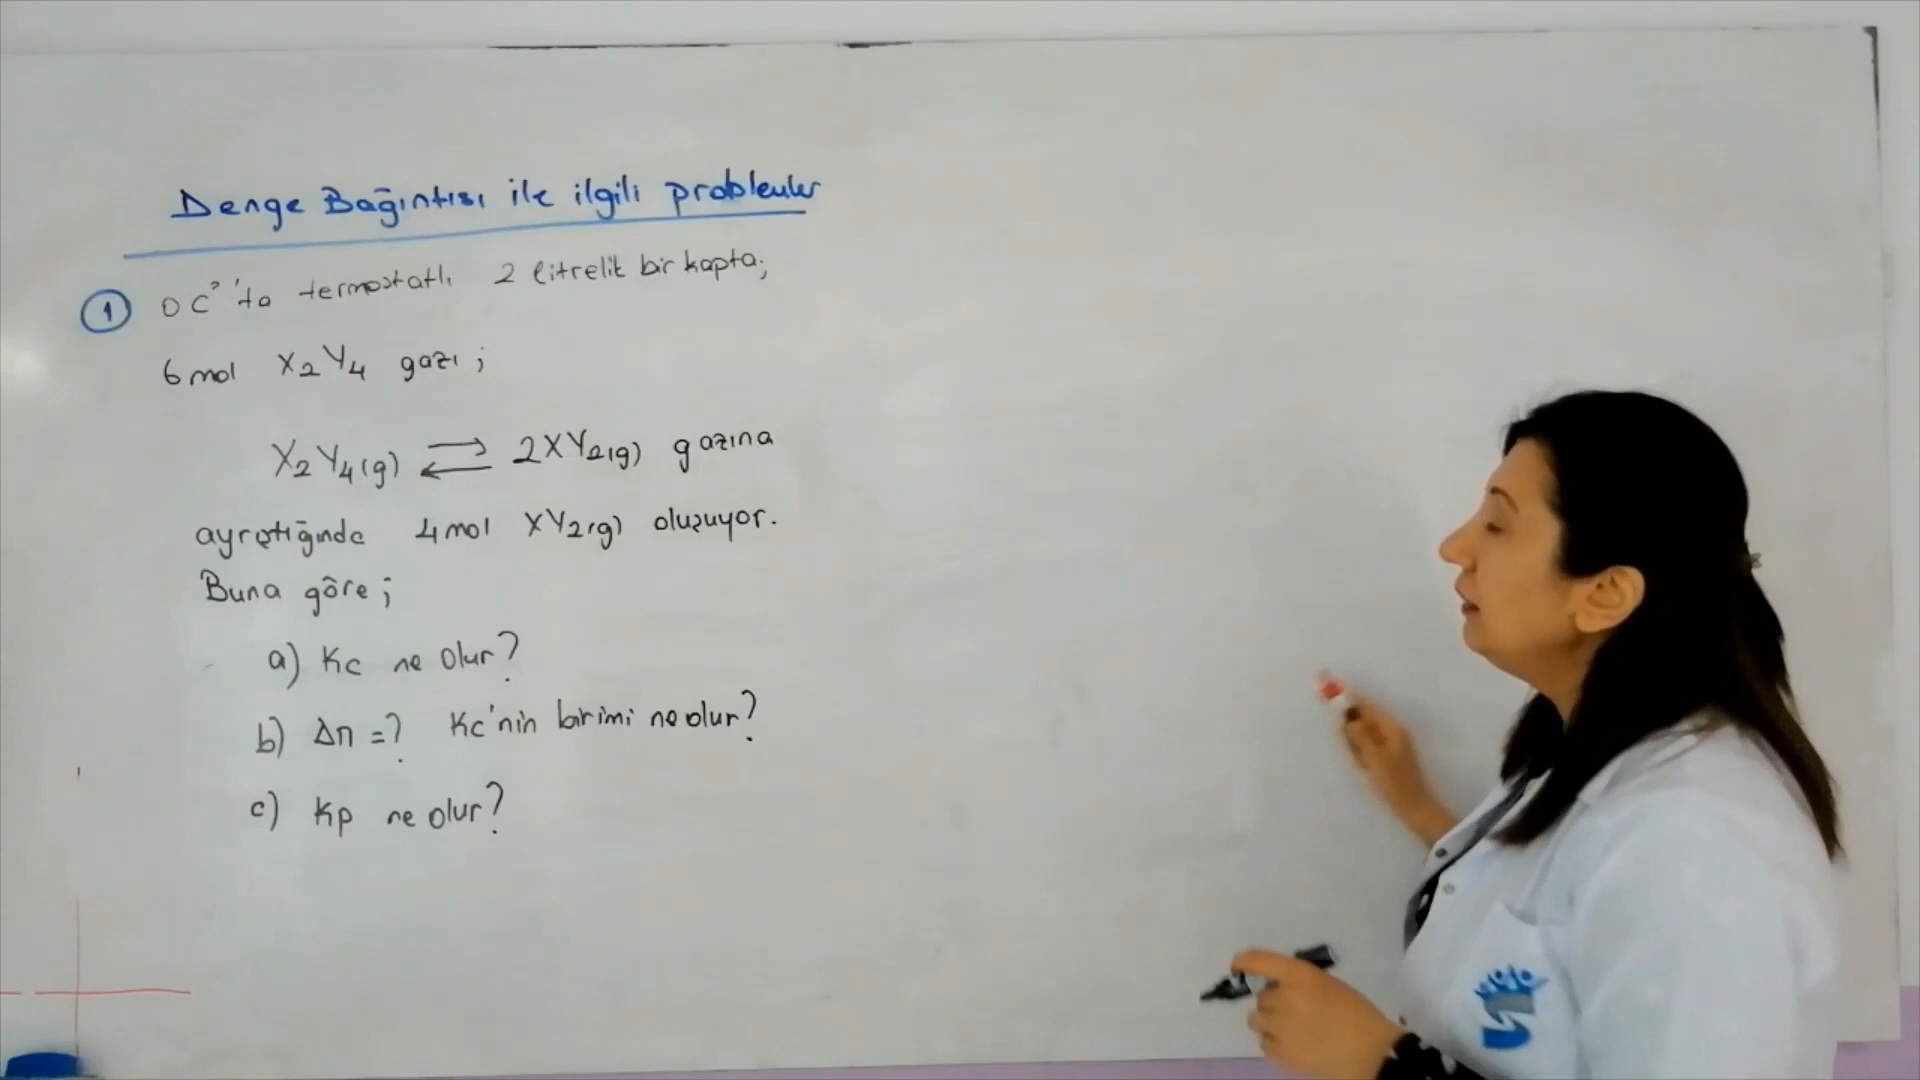 Denge Bağıntısı ile ilgili problemler
1 0 C° 'ta termostatlı 2 litrelik bir kapta;
6 mol X2Y4 gazı ;
X2Y4(g) ⇌ 2XY2(g) gazına
ayrıştığında 4 mol XY2(g) oluşuyor.
Buna göre ;
a) Kc ne olur?
b) Δn = ? Kc'nin birimi ne olur?
c) Kp ne olur?